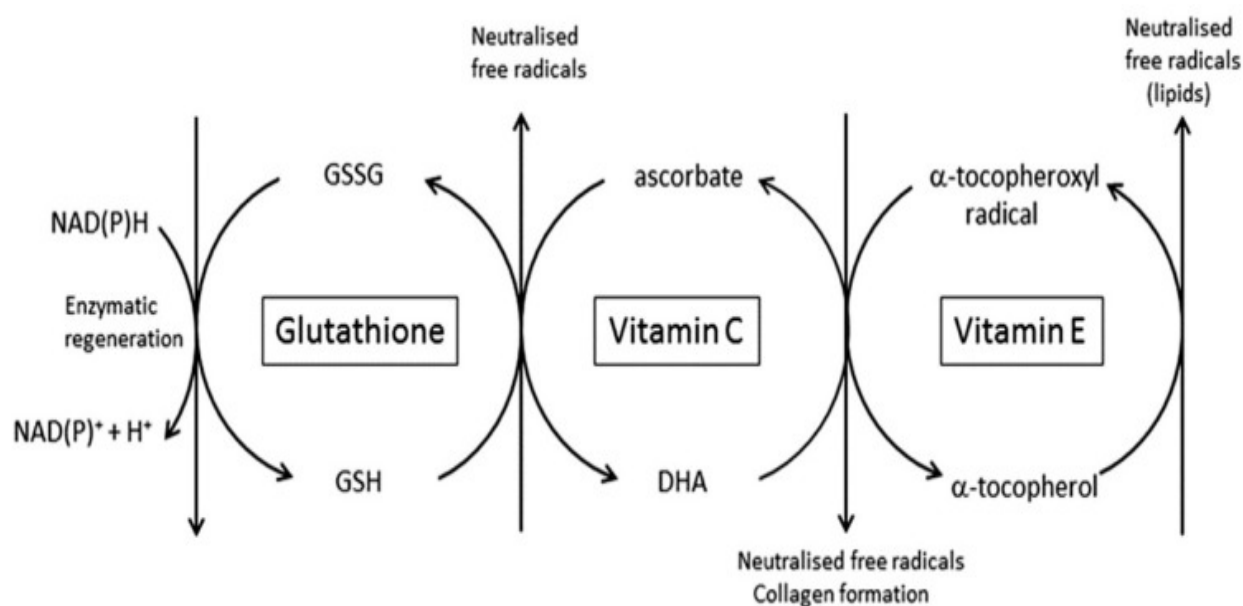 Neutralised
free radicals
Neutralised
free radicals
(lipids)
GSSG
ascorbate
α-tocopheroxyl
radical
NAD(P)H
Enzymatic
regeneration
Glutathione
Vitamin C
Vitamin E
NAD(P)⁺ + H⁺
GSH
DHA
α-tocopherol
Neutralised free radicals
Collagen formation